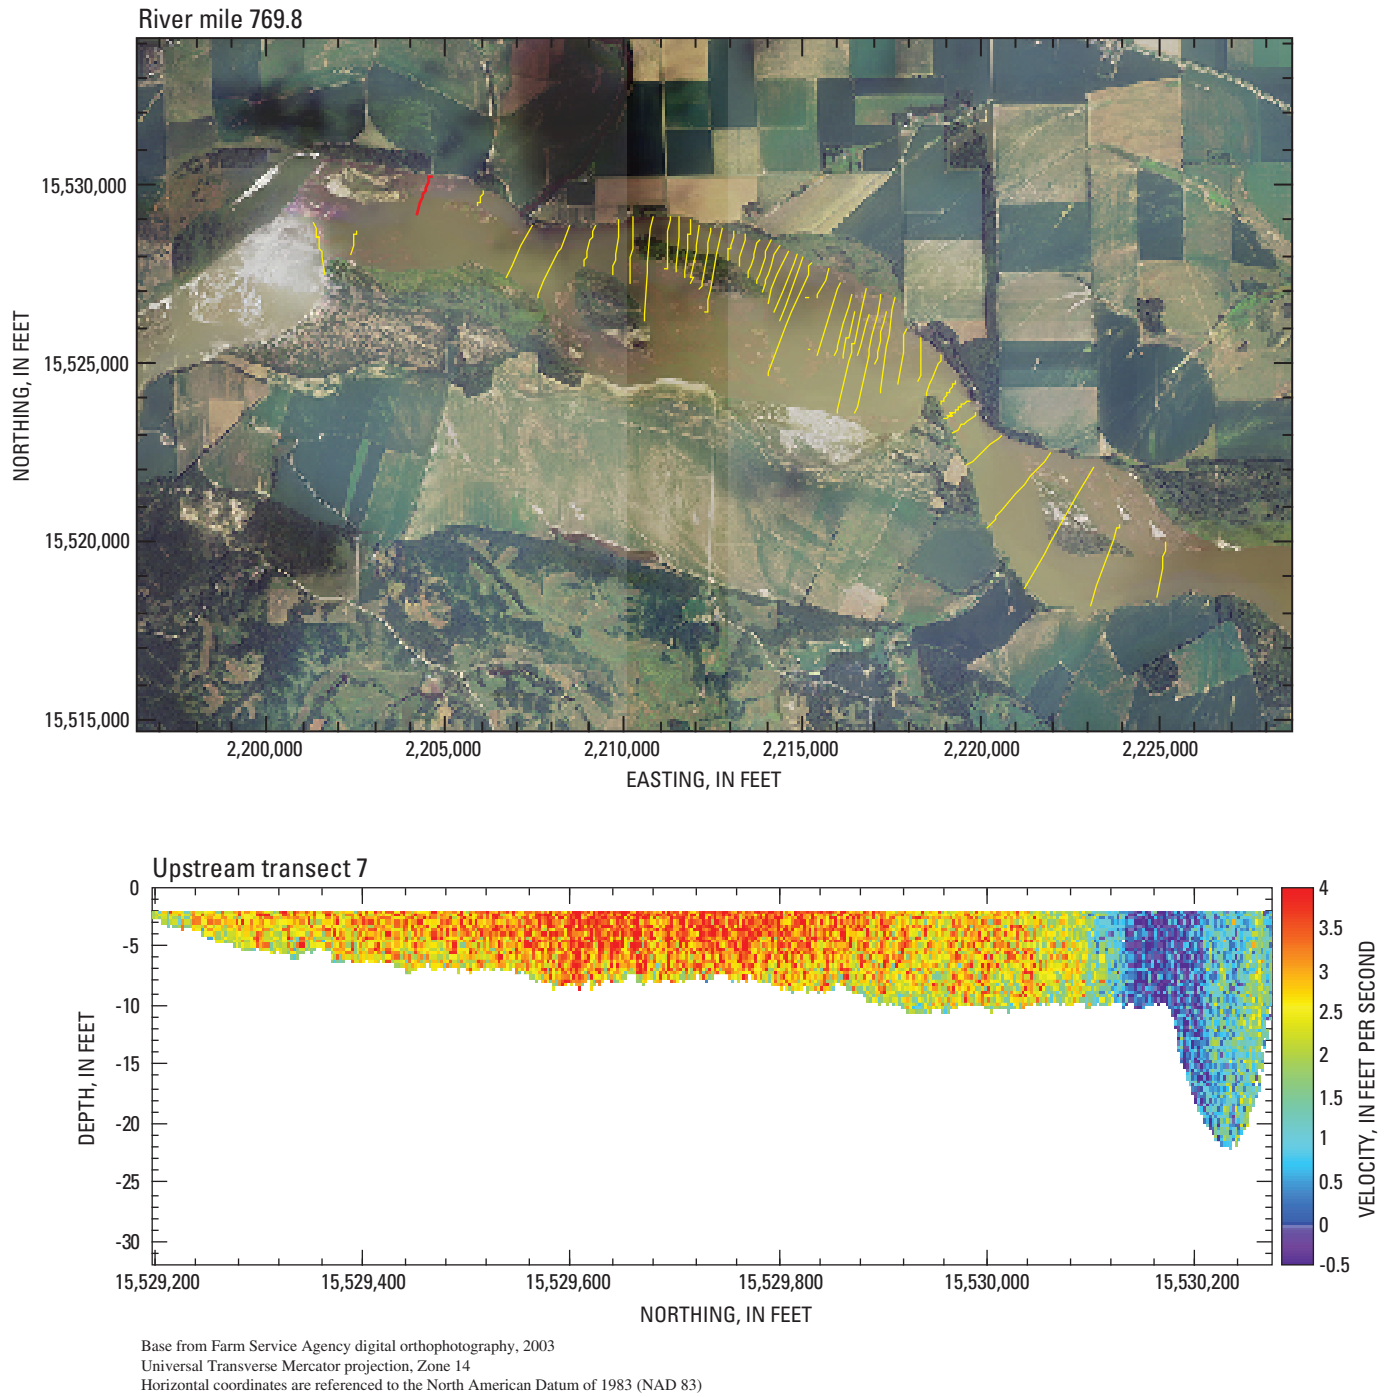 River mile 769.8
15,530,000
15,525,000
15,520,000
15,515,000
NORTHING, IN FEET
2,200,000 2,205,000 2,210,000 2,215,000 2,220,000 2,225,000
EASTING, IN FEET
Upstream transect 7
0
-5
-10
-15
-20
-25
-30
DEPTH, IN FEET
15,529,200 15,529,400 15,529,600 15,529,800 15,530,000 15,530,200
NORTHING, IN FEET
4
3.5
3
2.5
2
1.5
1
0.5
0
-0.5
VELOCITY, IN FEET PER SECOND
Base from Farm Service Agency digital orthophotography, 2003
Universal Transverse Mercator projection, Zone 14
Horizontal coordinates are referenced to the North American Datum of 1983 (NAD 83)